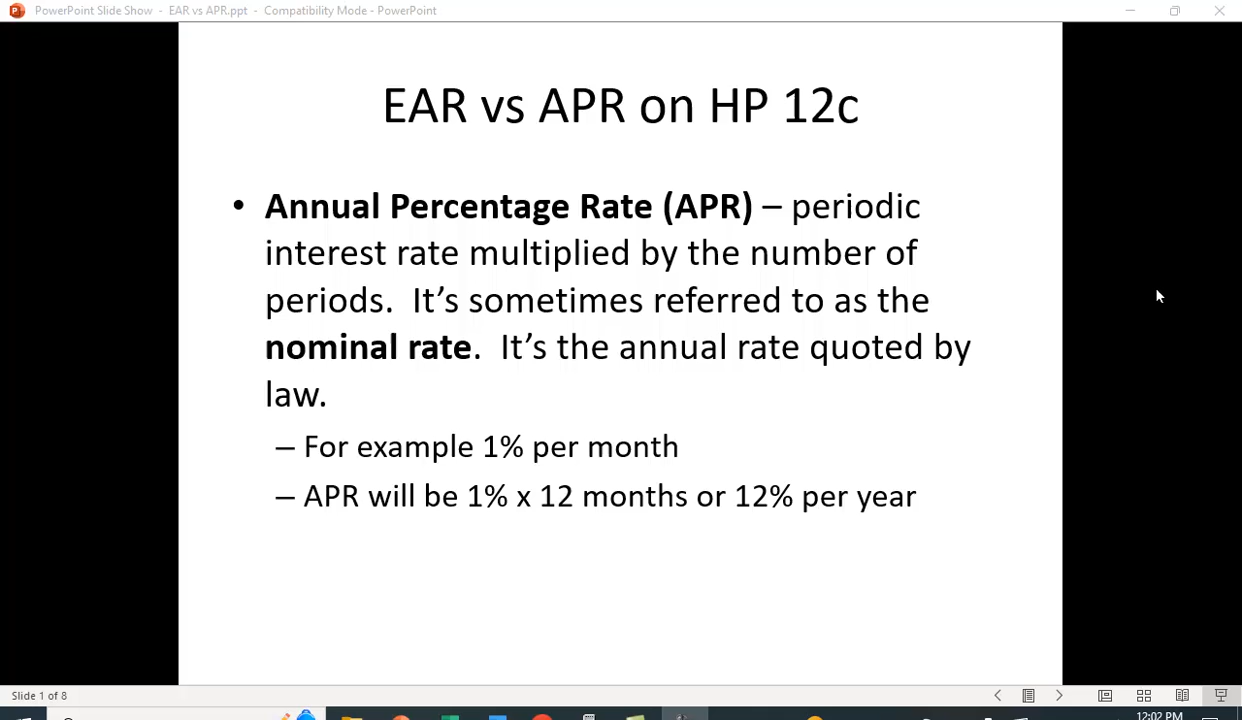 PowerPoint Slide Show - EAR vs APR.ppt - Compatibility Mode - PowerPoint
EAR vs APR on HP 12c
• Annual Percentage Rate (APR) – periodic
interest rate multiplied by the number of
periods. It’s sometimes referred to as the
nominal rate. It’s the annual rate quoted by
law.
– For example 1% per month
– APR will be 1% x 12 months or 12% per year
Slide 1 of 8
12:02 PM